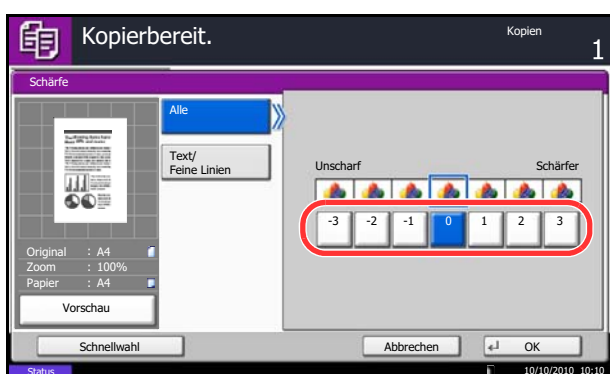 Kopierbereit.
Kopien
1
Schärfe
Alle
Text/
Feine Linien
Unscharf Schärfer
-3 -2 -1 0 1 2 3
Original : A4
Zoom : 100%
Papier : A4
Vorschau
Schnellwahl Abbrechen OK
Status 10/10/2010 10:10